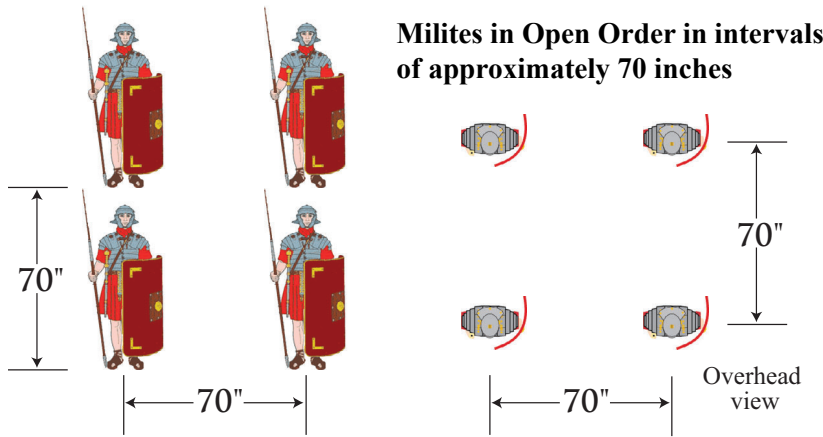 Milites in Open Order in intervals
of approximately 70 inches
70"
70"
70"
70"
Overhead
view